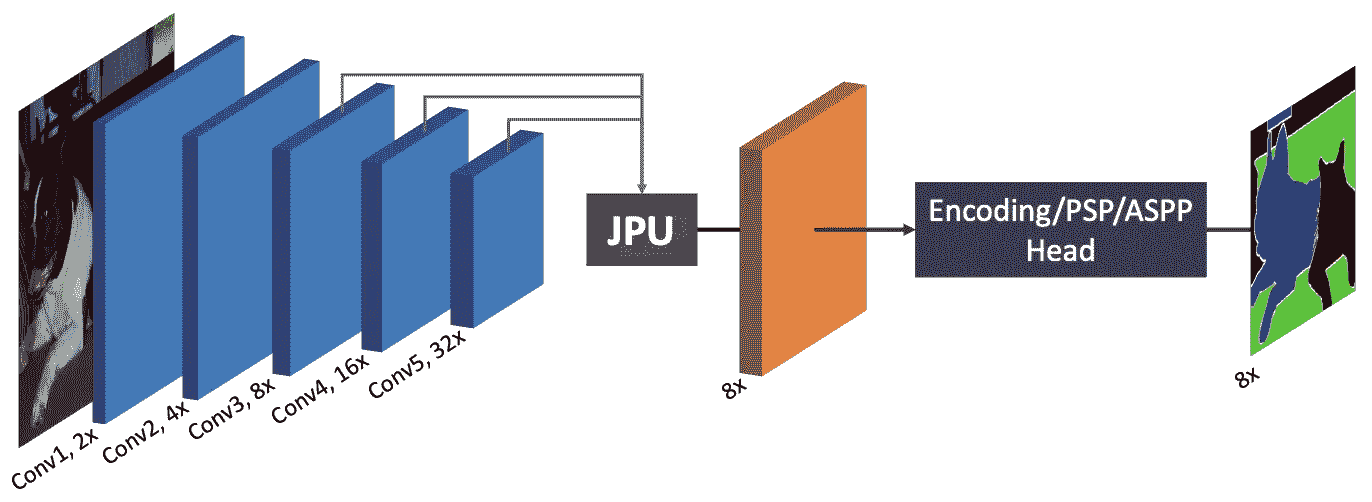 Conv1, 2x
Conv2, 4x
Conv3, 8x
Conv4, 16x
Conv5, 32x
JPU
8x
Encoding/PSP/ASPP
Head
8x